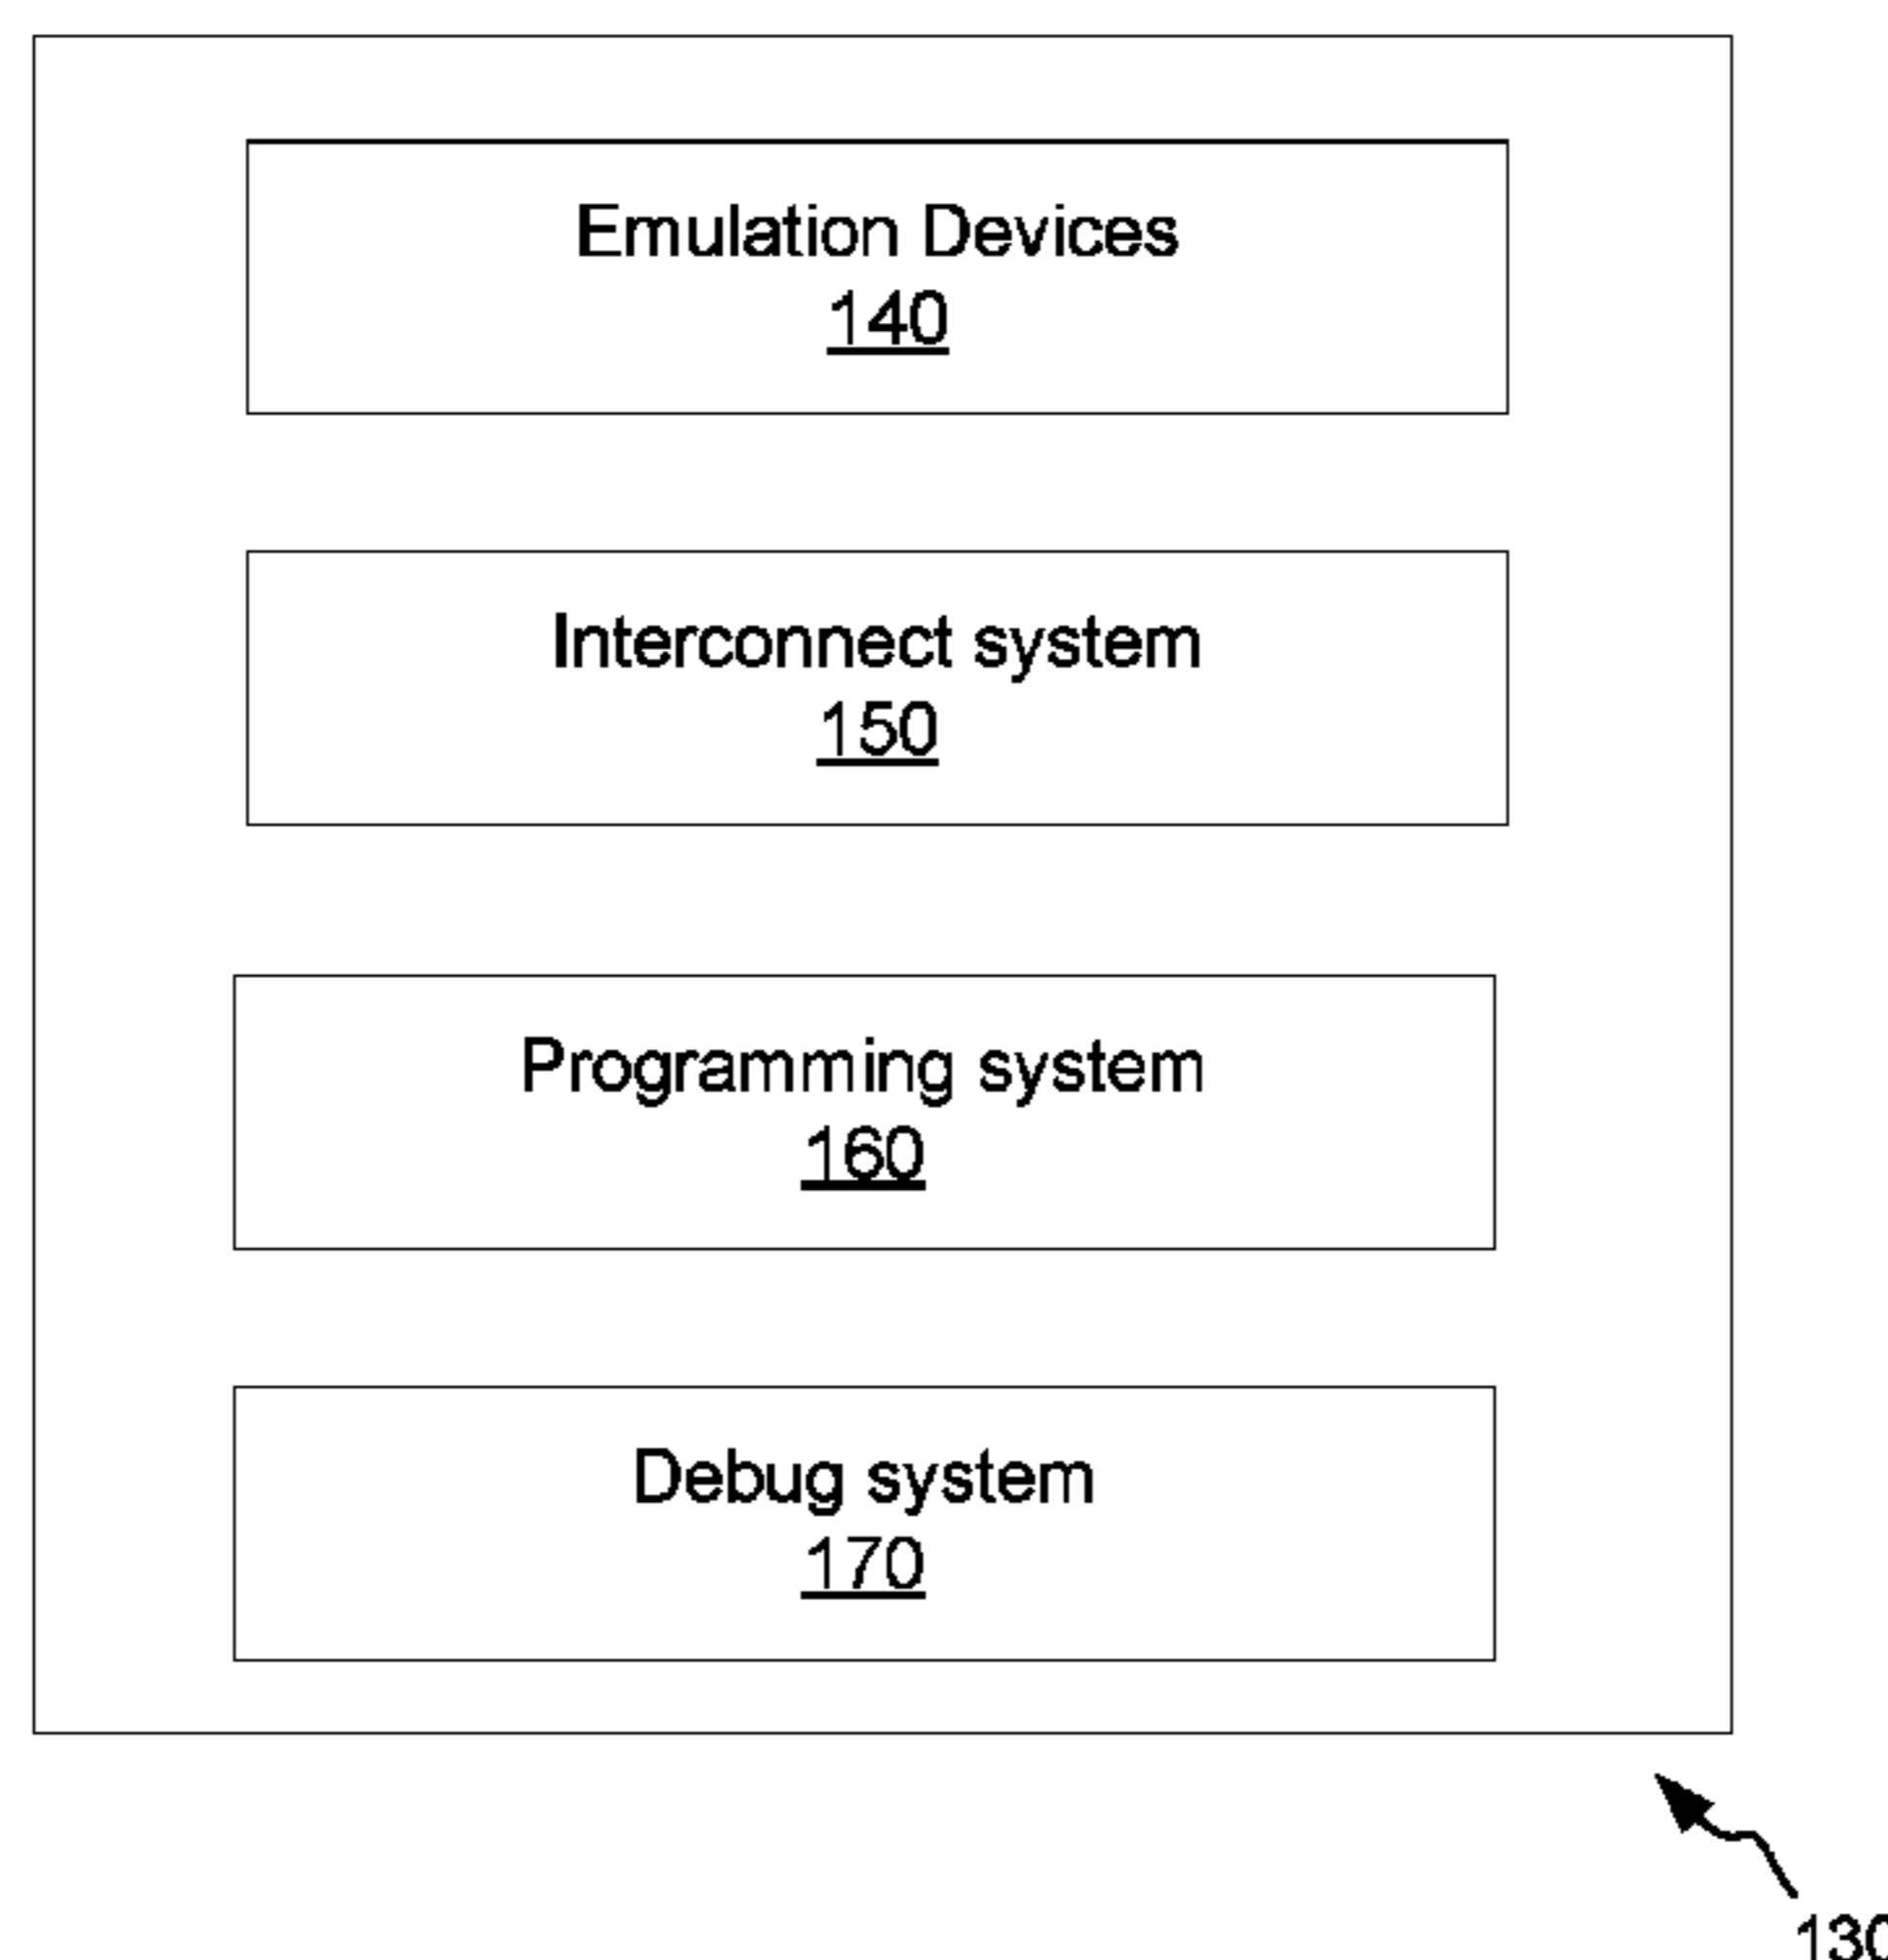 Emulation Devices
140
Interconnect system
150
Programming system
160
Debug system
170
130